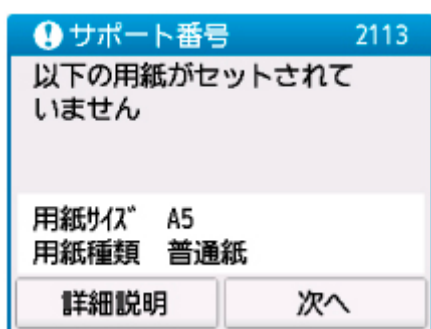 サポート番号 2113
以下の用紙がセットされて
いません
用紙ｻｲｽﾞ A5
用紙種類 普通紙
詳細説明 次へ